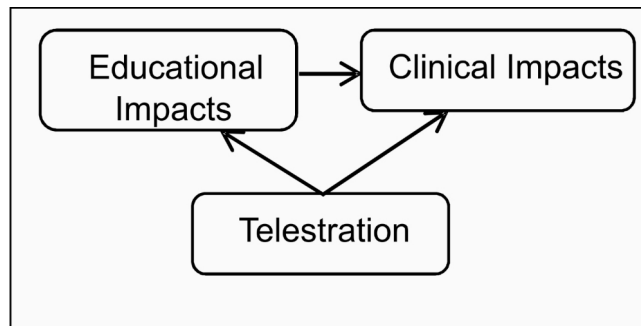 Educational
Impacts
Clinical Impacts
Telestration